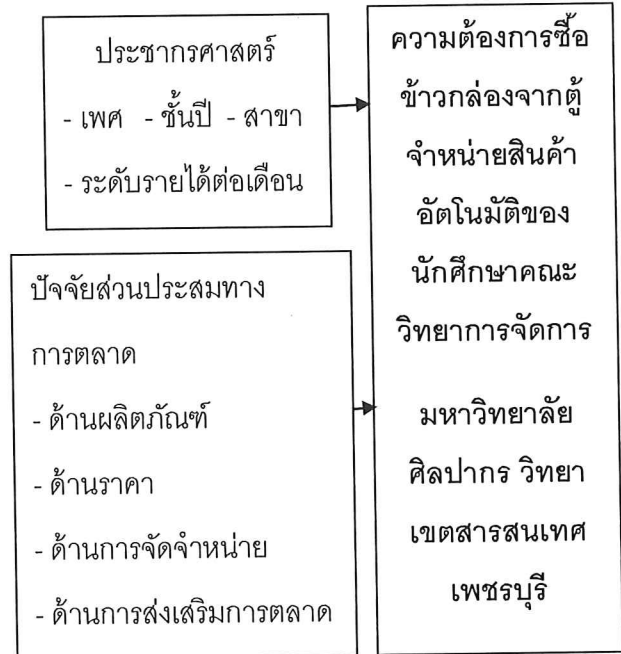 ประชากรศาสตร์
- เพศ - ชั้นปี - สาขา
- ระดับรายได้ต่อเดือน
ปัจจัยส่วนประสมทาง
การตลาด
- ด้านผลิตภัณฑ์
- ด้านราคา
- ด้านการจัดจำหน่าย
- ด้านการส่งเสริมการตลาด
ความต้องการซื้อ
ข้าวกล่องจากตู้
จำหน่ายสินค้า
อัตโนมัติของ
นักศึกษาคณะ
วิทยาการจัดการ
มหาวิทยาลัย
ศิลปากร วิทยา
เขตสารสนเทศ
เพชรบุรี